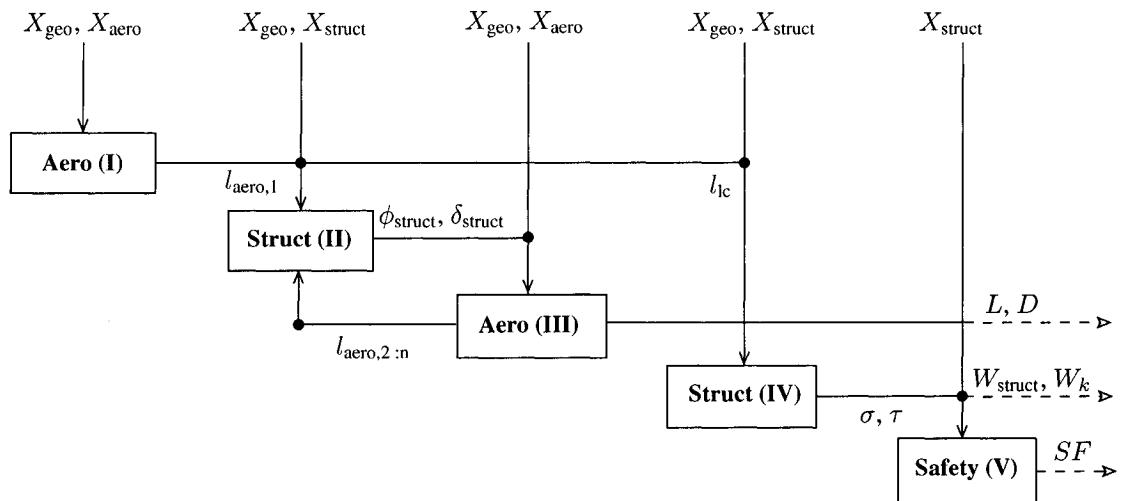 X_geo, X_aero X_geo, X_struct X_geo, X_aero X_geo, X_struct X_struct
Aero (I)
l_aero,1 l_lc
ϕ_struct, δ_struct
Struct (II)
L, D
Aero (III)
l_aero,2 :n
W_struct, W_k
Struct (IV)
σ, τ
SF
Safety (V)